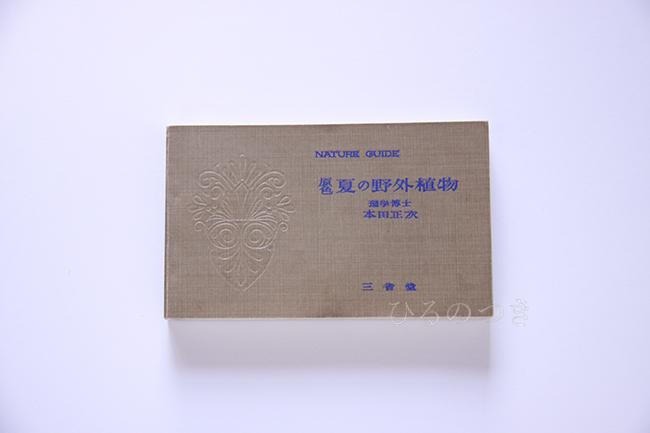 NATURE GUIDE
原色 夏の野外植物
理學博士
本田正次
三省堂
ひろのつき